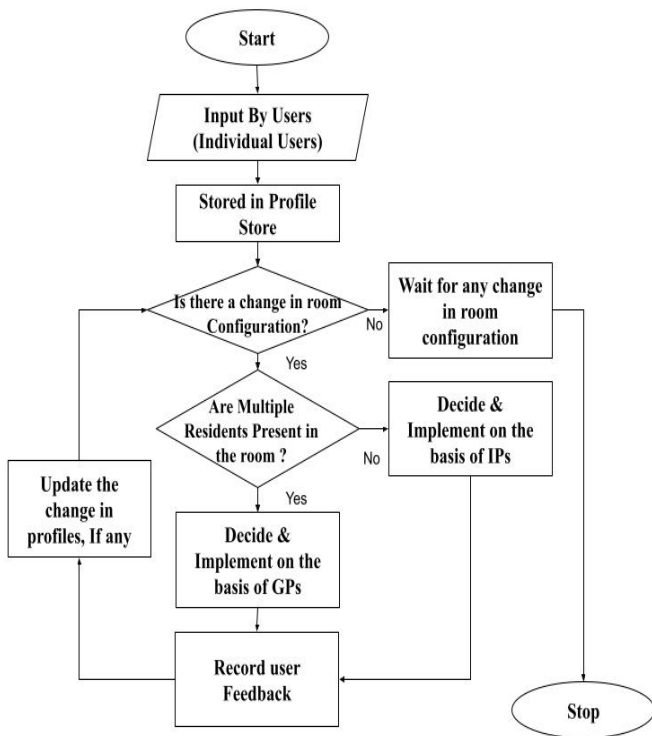 Start
Input By Users
(Individual Users)
Stored in Profile
Store
Is there a change in room
Configuration?
No
Wait for any change
in room
configuration
Yes
Are Multiple
Residents Present in
the room ?
No
Decide &
Implement on the
basis of IPs
Yes
Update the
change in
profiles, If any
Decide &
Implement on the
basis of GPs
Record user
Feedback
Stop